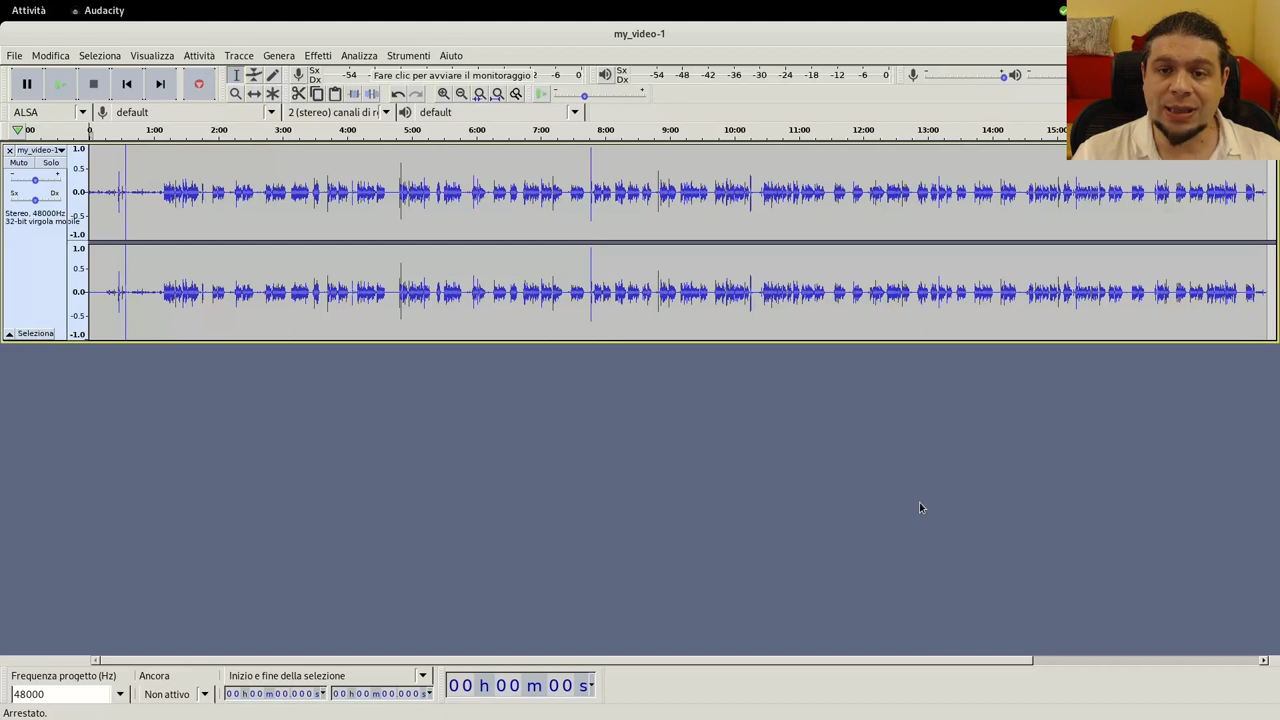 Attività Audacity
my_video-1
File Modifica Seleziona Visualizza Attività Tracce Genera Effetti Analizza Strumenti Aiuto
Sx Dx -54 Fare clic per avviare il monitoraggio -6 0 Sx Dx -54 -48 -42 -36 -30 -24 -18 -12 -6 0
ALSA default 2 (stereo) canali di re default
00 0 1:00 2:00 3:00 4:00 5:00 6:00 7:00 8:00 9:00 10:00 11:00 12:00 13:00 14:00 15:00
my_video-1 1.0
Muto Solo 0.5
- +
Sx Dx 0.0
Stereo, 48000Hz -0.5
32-bit virgola mobile
-1.0
1.0
0.5
0.0
-0.5
Seleziona -1.0
Frequenza progetto (Hz) Ancora Inizio e fine della selezione
48000 Non attivo 00 h 00 m 00.000 s 00 h 00 m 00.000 s 00 h 00 m 00 s
Arrestato.